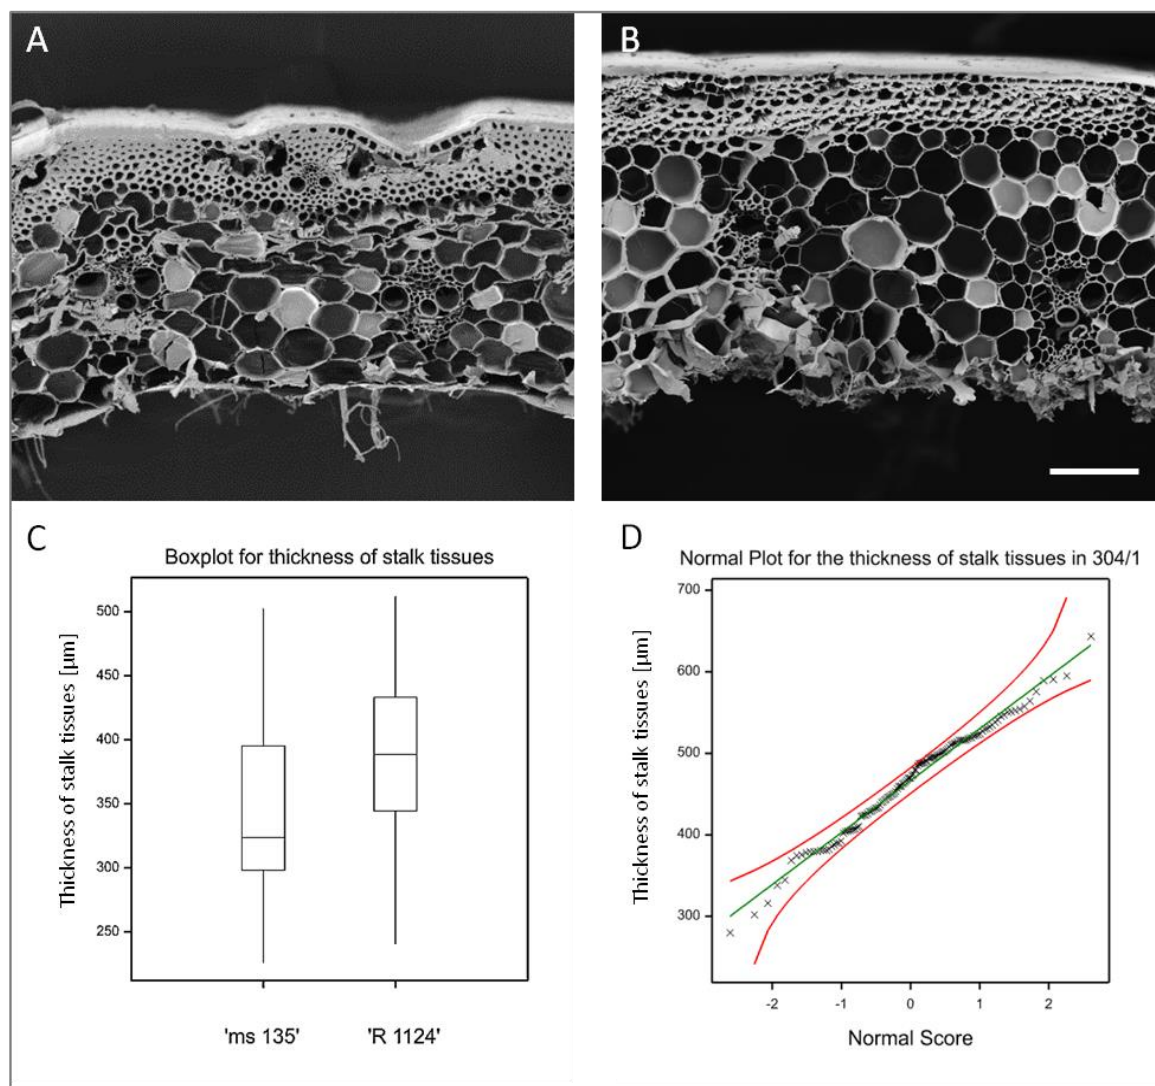 A
B
C
Boxplot for thickness of stalk tissues
Thickness of stalk tissues [µm]
500
450
400
350
300
250
'ms 135'
'R 1124'
D
Normal Plot for the thickness of stalk tissues in 304/1
Thickness of stalk tissues [µm]
700
600
500
400
300
-2
-1
0
1
2
Normal Score